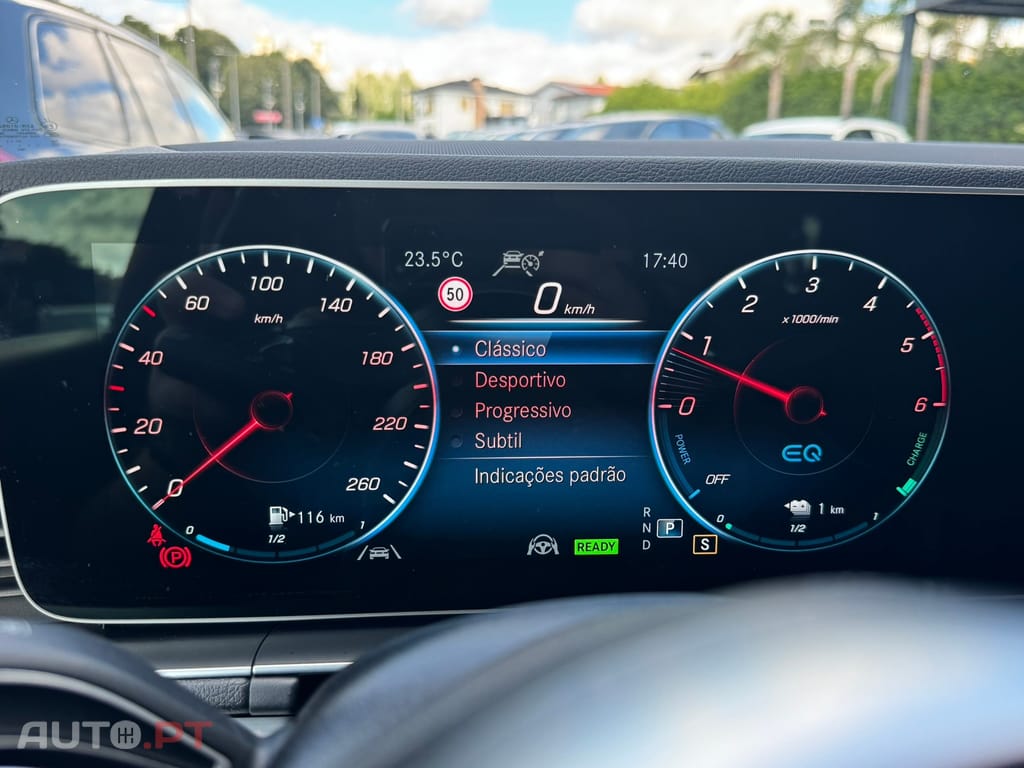 23.5°C
17:40
50
0 km/h
Clássico
Desportivo
Progressivo
Subtil
Indicações padrão
0
20
40
60
100
140
180
220
260
km/h
116 km
0
1/2
1
P
READY
R
N
D
P
S
0
1
2
3
4
5
6
x1000/min
EQ
POWER
OFF
CHARGE
1 km
0
1/2
1
AUTO.PT